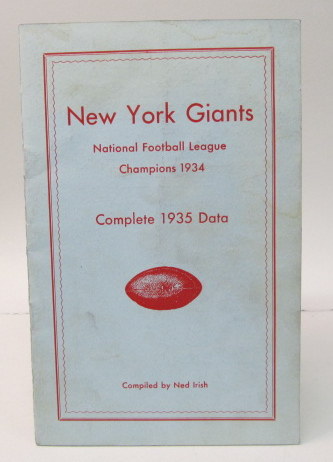 New York Giants
National Football League
Champions 1934
Complete 1935 Data
Compiled by Ned Irish